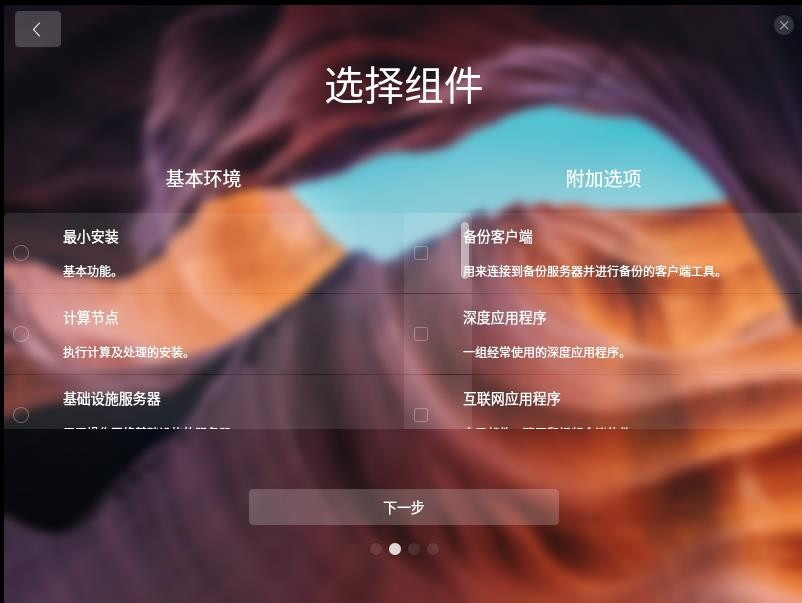 选择组件
基本环境
附加选项
最小安装
基本功能。
计算节点
执行计算及处理的安装。
基础设施服务器
备份客户端
用来连接到备份服务器并进行备份的客户端工具。
深度应用程序
一组经常使用的深度应用程序。
互联网应用程序
下一步